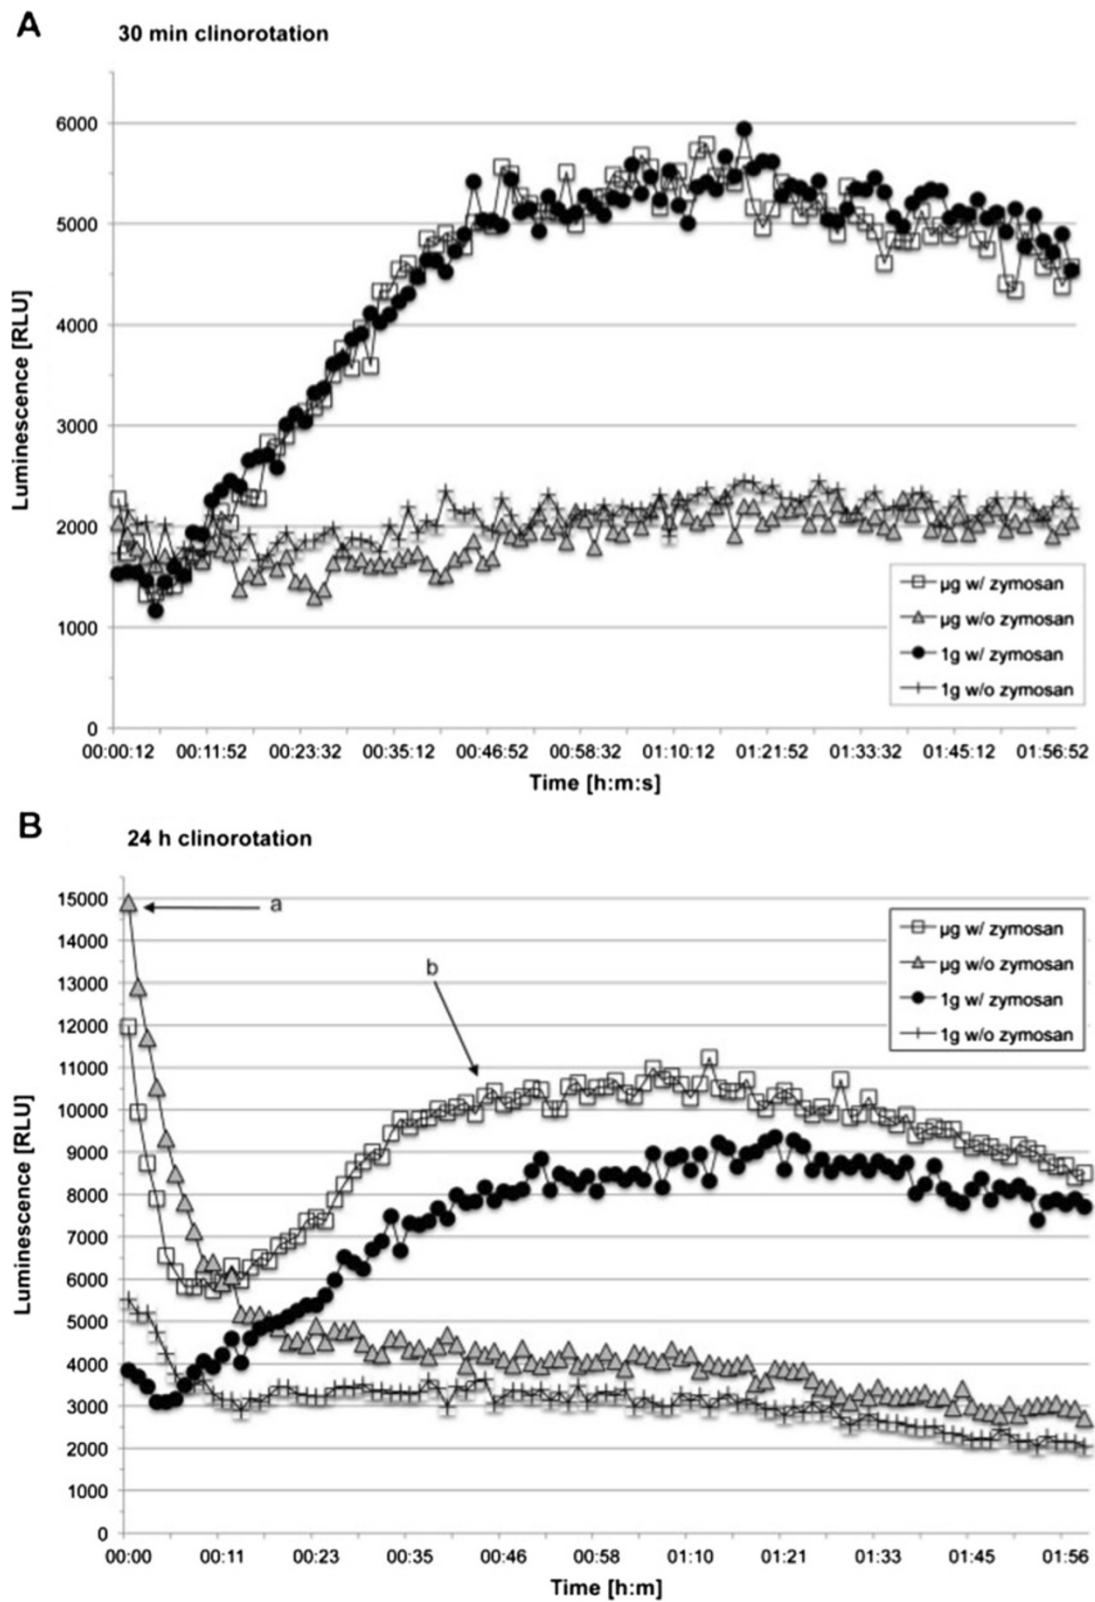 A
30 min clinorotation
6000
5000
4000
3000
2000
1000
0
Luminescence [RLU]
µg w/ zymosan
µg w/o zymosan
1g w/ zymosan
1g w/o zymosan
00:00:12 00:11:52 00:23:32 00:35:12 00:46:52 00:58:32 01:10:12 01:21:52 01:33:32 01:45:12 01:56:52
Time [h:m:s]
B
24 h clinorotation
15000
14000
13000
12000
11000
10000
9000
8000
7000
6000
5000
4000
3000
2000
1000
0
Luminescence [RLU]
a
b
µg w/ zymosan
µg w/o zymosan
1g w/ zymosan
1g w/o zymosan
00:00 00:11 00:23 00:35 00:46 00:58 01:10 01:21 01:33 01:45 01:56
Time [h:m]